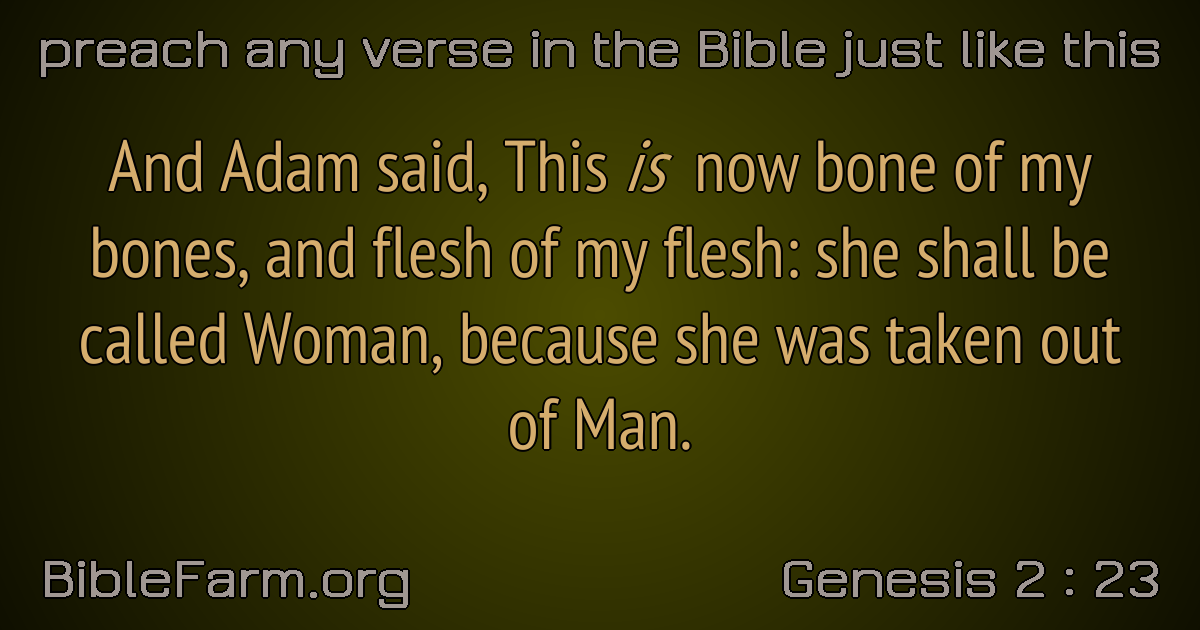 preach any verse in the Bible just like this
And Adam said, This is now bone of my
bones, and flesh of my flesh: she shall be
called Woman, because she was taken out
of Man.
BibleFarm.org
Genesis 2 : 23